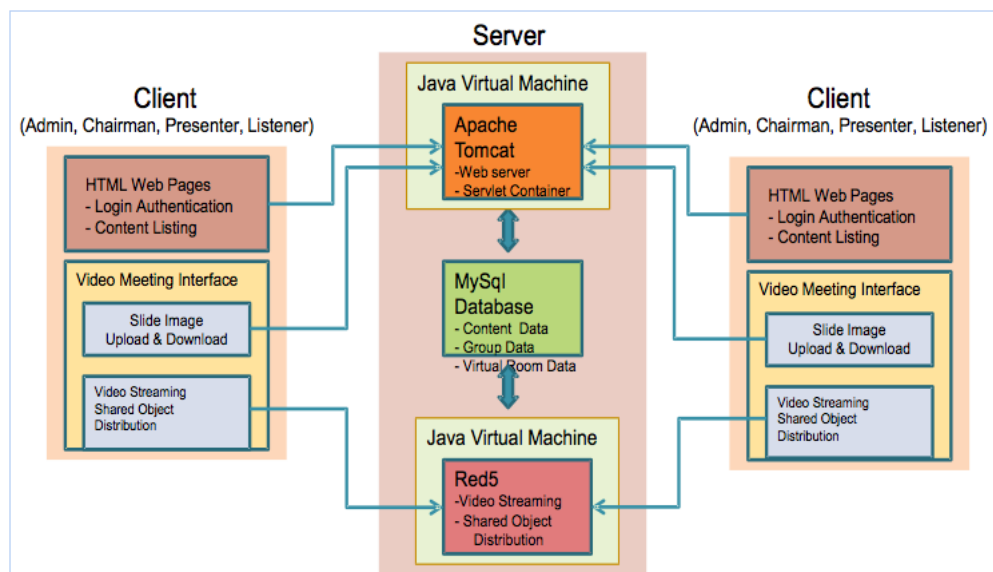 Server
Java Virtual Machine
Apache
Tomcat
-Web server
- Servlet Container
MySql
Database
- Content Data
- Group Data
- Virtual Room Data
Java Virtual Machine
Red5
-Video Streaming
- Shared Object
Distribution
Client
(Admin, Chairman, Presenter, Listener)
HTML Web Pages
- Login Authentication
- Content Listing
Video Meeting Interface
Slide Image
Upload & Download
Video Streaming
Shared Object
Distribution
Client
(Admin, Chairman, Presenter, Listener)
HTML Web Pages
- Login Authentication
- Content Listing
Video Meeting Interface
Slide Image
Upload & Download
Video Streaming
Shared Object
Distribution